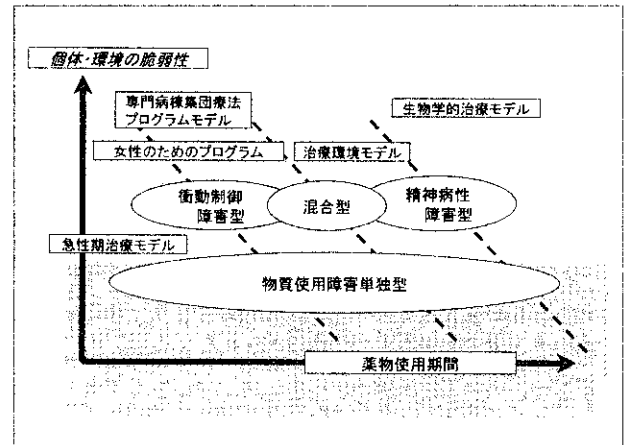 個体・環境の脆弱性
専門病棟集団療法
プログラムモデル
生物学的治療モデル
女性のためのプログラム
治療環境モデル
衝動制御
障害型
混合型
精神病性
障害型
急性期治療モデル
物質使用障害単独型
薬物使用期間